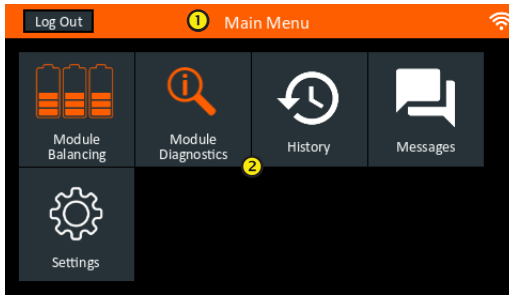 Log Out
1
Main Menu
Module
Balancing
Module
Diagnostics
History
Messages
2
Settings